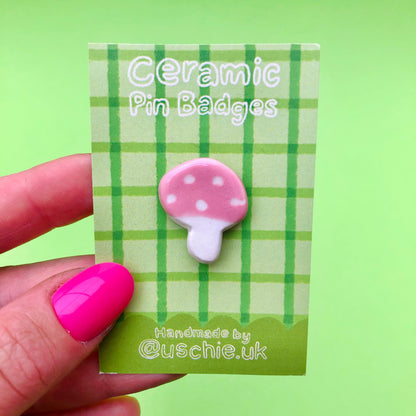 Ceramic
Pin Badges
Handmade by
@uschie.uk